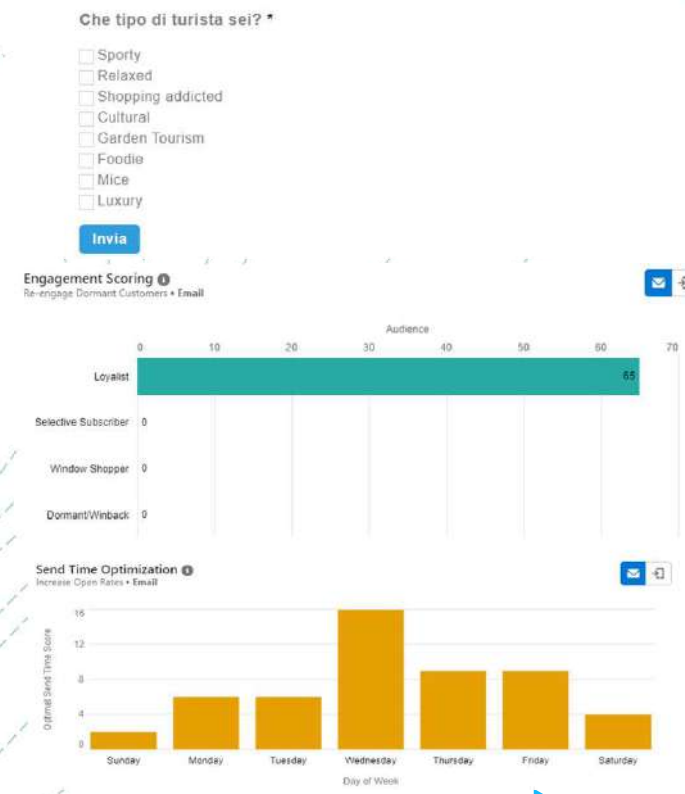 Che tipo di turista sei? *
Sporty
Relaxed
Shopping addicted
Cultural
Garden Tourism
Foodie
Mice
Luxury
Invia
Engagement Scoring
Re-engage Dormant Customers • Email
Audience
0 10 20 30 40 50 60 70
Loyalist 65
Selective Subscriber 0
Window Shopper 0
Dormant/Winback 0
Send Time Optimization
Increase Open Rates • Email
Optimal Send Time Score
16
12
8
4
0
Sunday Monday Tuesday Wednesday Thursday Friday Saturday
Day of Week